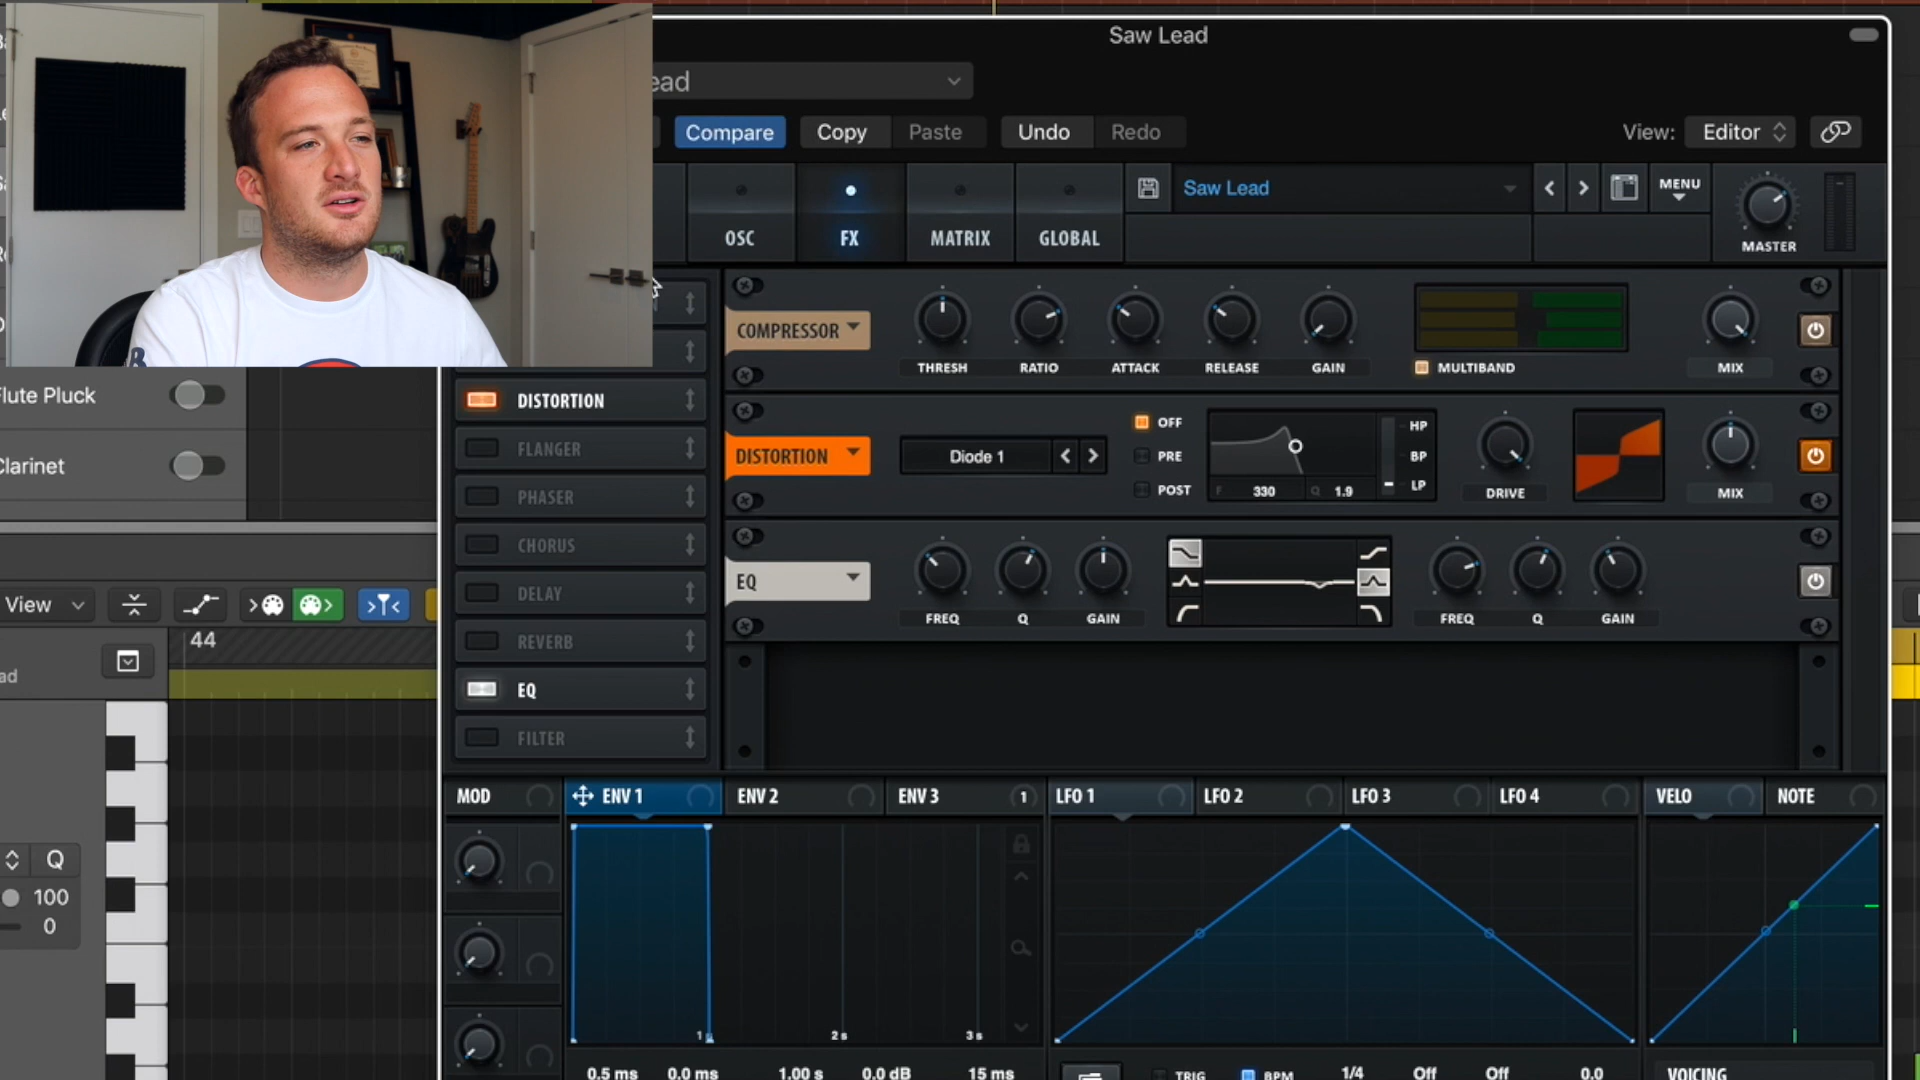 Saw Lead
ead
Compare
Copy
Paste
Undo
Redo
View:
Editor
OSC
FX
MATRIX
GLOBAL
Saw Lead
MENU
MASTER
COMPRESSOR
THRESH
RATIO
ATTACK
RELEASE
GAIN
MULTIBAND
MIX
DISTORTION
FLANGER
PHASER
CHORUS
DELAY
REVERB
EQ
FILTER
DISTORTION
Diode 1
OFF
PRE
POST
F 330 Q 1.9
HP
BP
LP
DRIVE
MIX
EQ
FREQ
Q
GAIN
FREQ
Q
GAIN
lute Pluck
Clarinet
View
44
ad
Q
100
0
MOD
ENV 1
ENV 2
ENV 3
1
LFO 1
LFO 2
LFO 3
LFO 4
VELO
NOTE
1
2 s
3 s
0.5 ms
0.0 ms
1.00 s
0.0 dB
15 ms
TRIG
BPM
1/4
Off
Off
0.0
VOICING